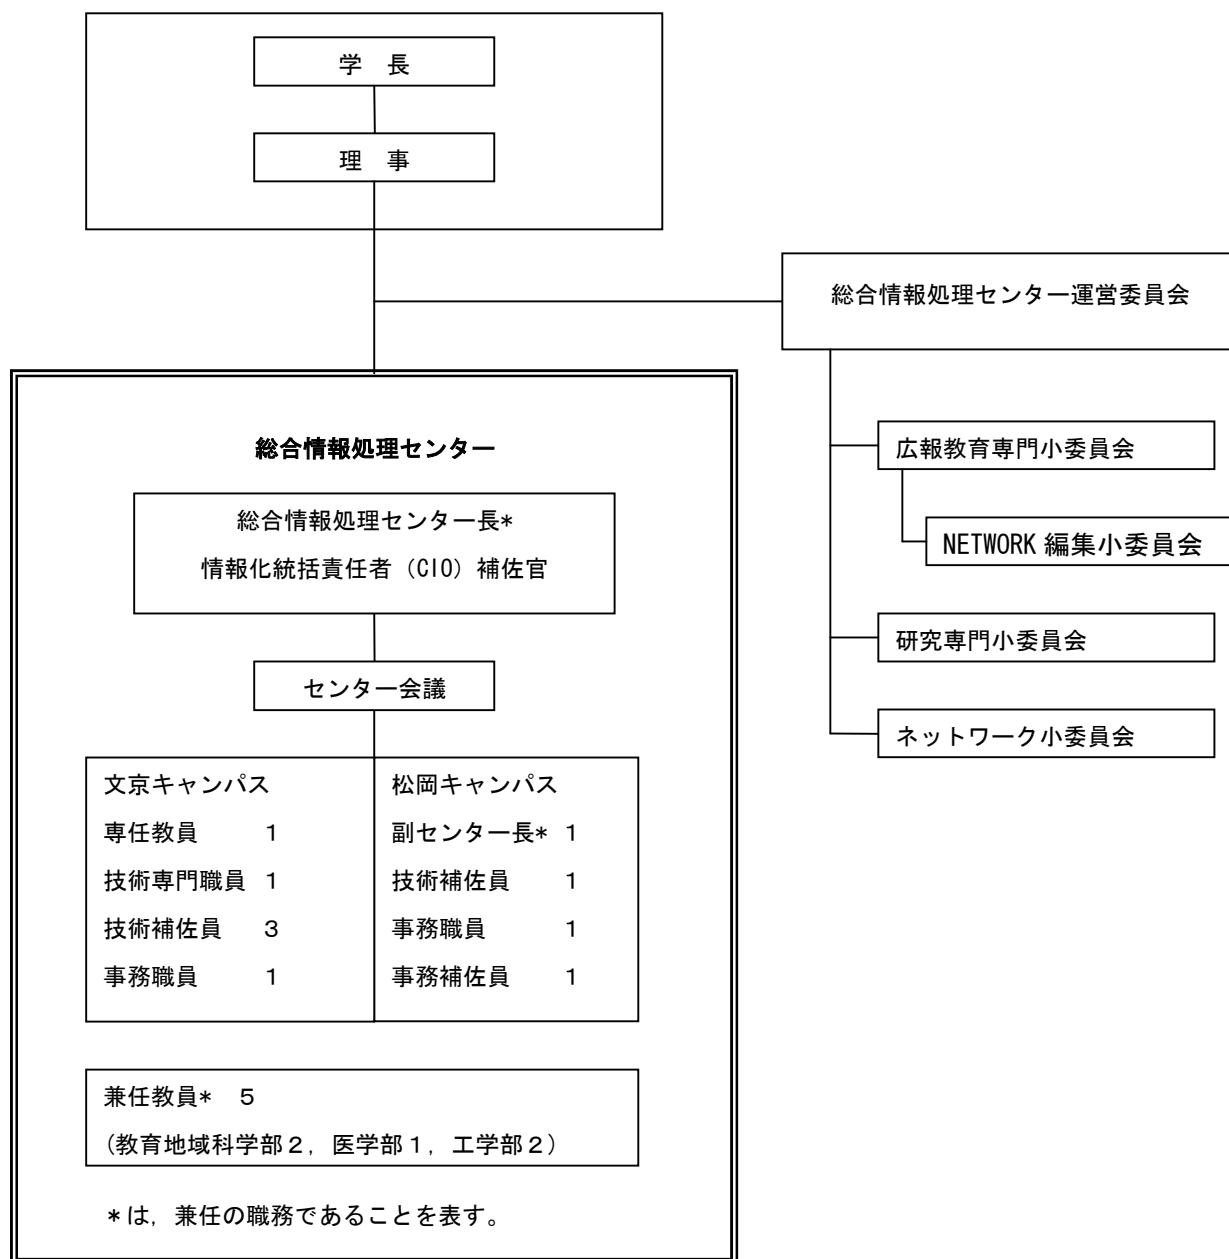 学　長
理　事
総合情報処理センター運営委員会
広報教育専門小委員会
NETWORK 編集小委員会
研究専門小委員会
ネットワーク小委員会
総合情報処理センター
総合情報処理センター長*
情報化統括責任者（CIO）補佐官
センター会議
文京キャンパス
専任教員　　　1
技術専門職員　1
技術補佐員　　3
事務職員　　　1
松岡キャンパス
副センター長*　1
技術補佐員　　1
事務職員　　　1
事務補佐員　　1
兼任教員*　５
（教育地域科学部２，医学部１，工学部２）
*は，兼任の職務であることを表す。